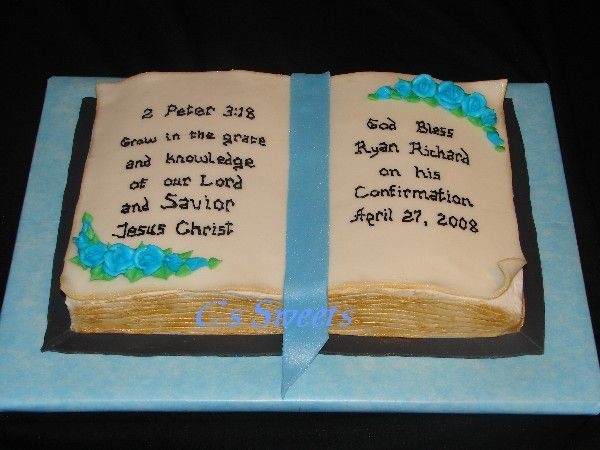 2 Peter 3:18
Grow in the grace
and knowledge
of our Lord
and Savior
Jesus Christ
God Bless
Ryan Richard
on his
Confirmation
April 27, 2008
C's Sweets